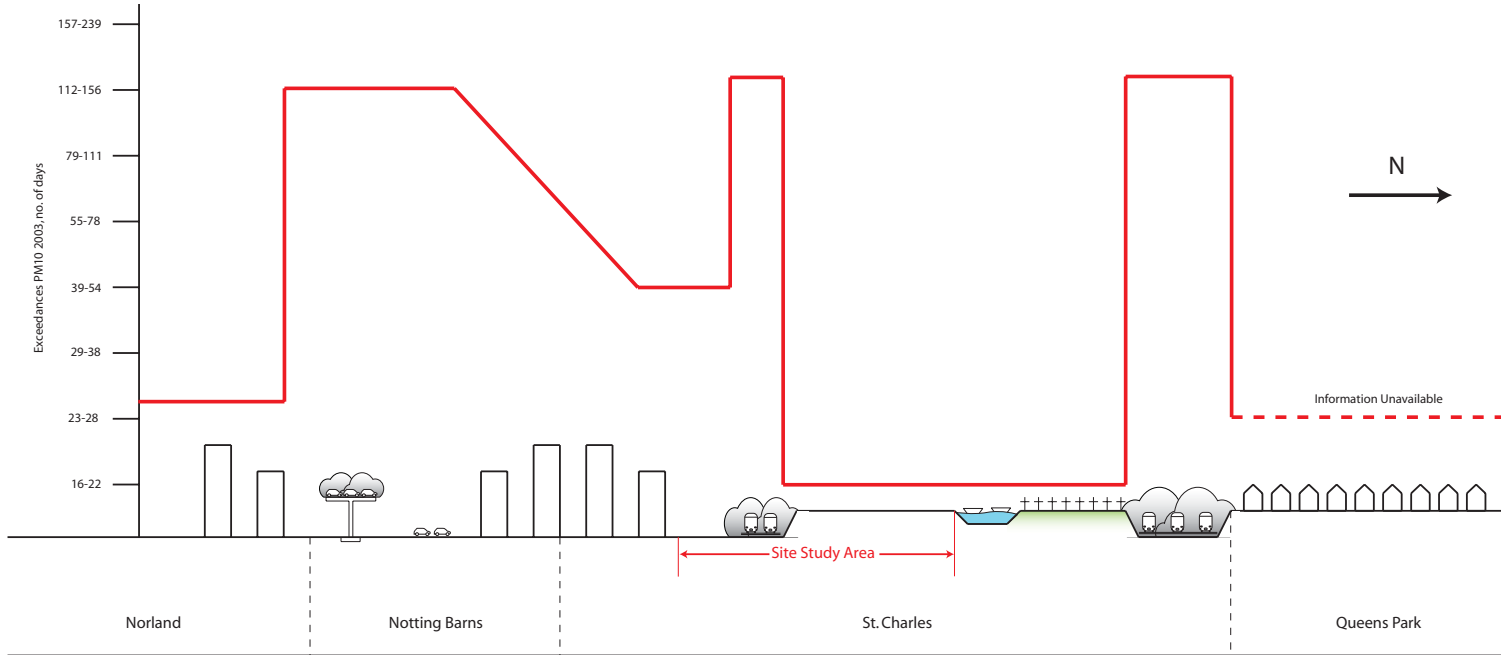 157-239
112-156
79-111
55-78
39-54
29-38
23-28
16-22
Exceedances PM10 2003, no. of days
N
Information Unavailable
Site Study Area
Norland
Notting Barns
St. Charles
Queens Park